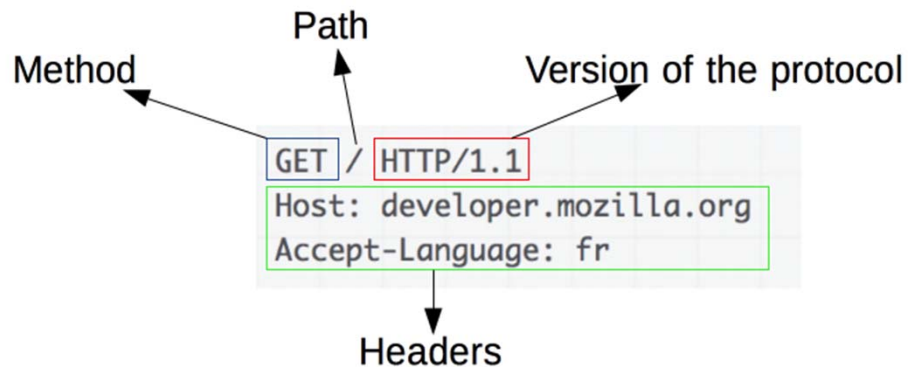 Path
Method
Version of the protocol
GET / HTTP/1.1
Host: developer.mozilla.org
Accept-Language: fr
Headers